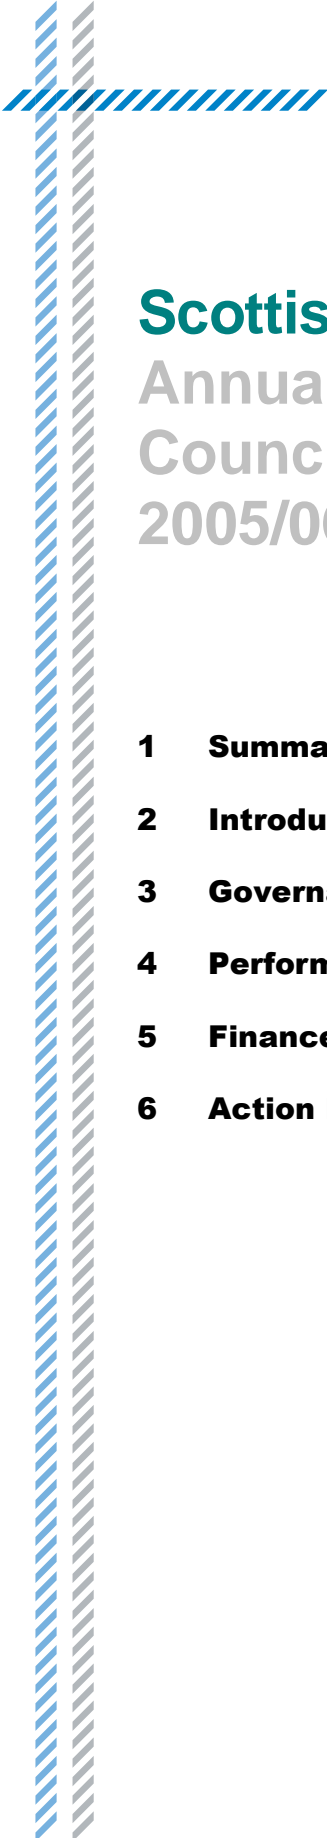 Scottis
Annua
Counc
2005/0
1 Summa
2 Introdu
3 Govern
4 Perform
5 Finance
6 Action